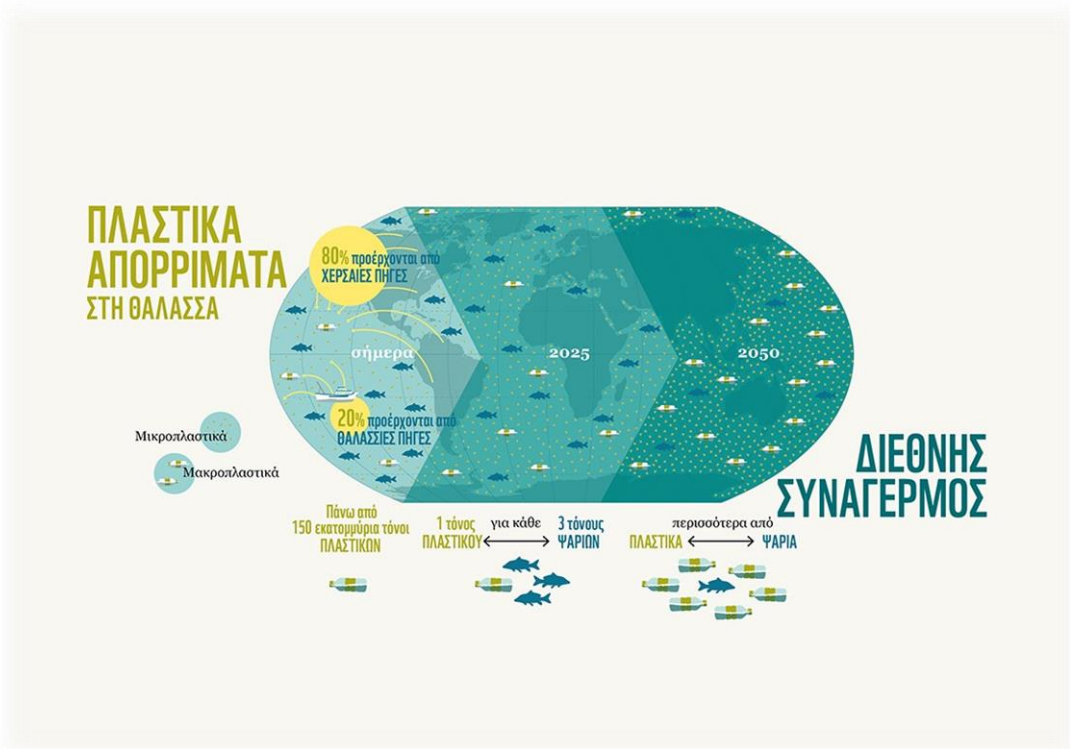 ΠΛΑΣΤΙΚΑ
ΑΠΟΡΡΙΜΑΤΑ
ΣΤΗ ΘΑΛΑΣΣΑ
80% προέρχονται από
ΧΕΡΣΑΙΕΣ ΠΗΓΕΣ
σήμερα
2025
2050
20% προέρχονται από
ΘΑΛΑΣΣΙΕΣ ΠΗΓΕΣ
Μικροπλαστικά
Μακροπλαστικά
ΔΙΕΘΝΗΣ
ΣΥΝΑΓΕΡΜΟΣ
Πάνω από
150 εκατομμύρια τόνοι
ΠΛΑΣΤΙΚΩΝ
1 τόνος για κάθε 3 τόνους
ΠΛΑΣΤΙΚΟΥ ΨΑΡΙΩΝ
περισσότερα από
ΠΛΑΣΤΙΚΑ ΨΑΡΙΑ